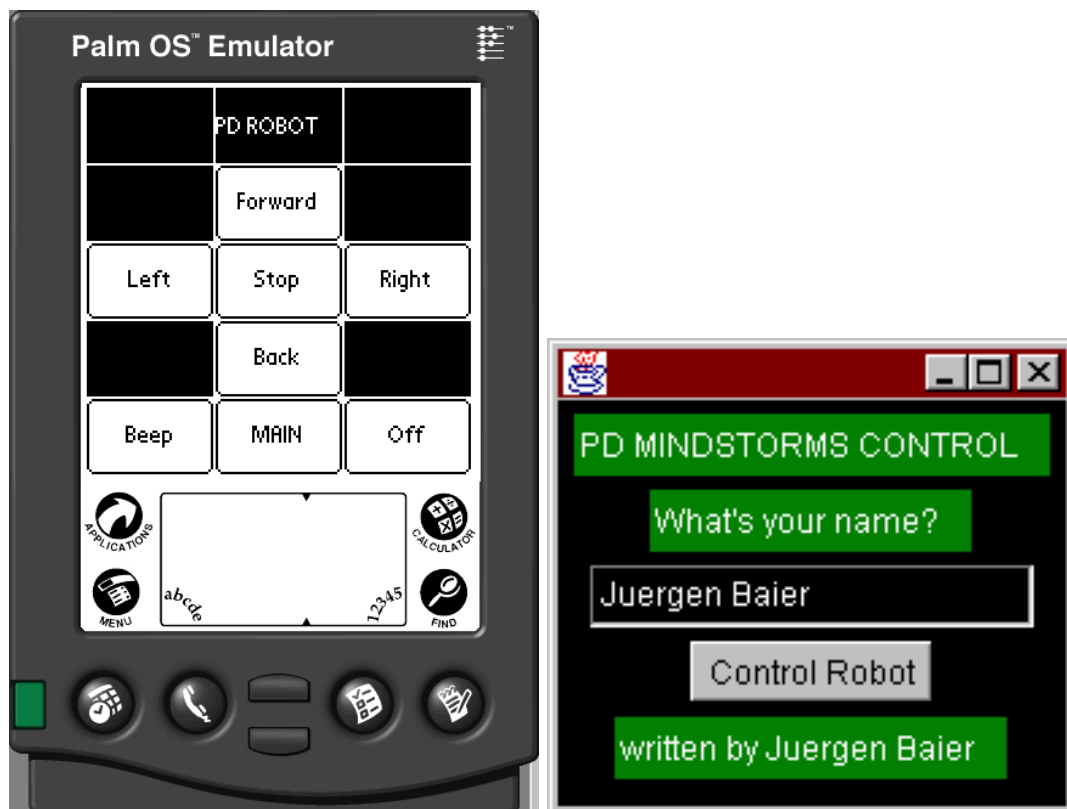 Palm OS™ Emulator
PD ROBOT
Forward
Left Stop Right
Back
Beep MAIN Off
APPLICATIONS
CALCULATOR
MENU
abcde
12345
FIND
PD MINDSTORMS CONTROL
What's your name?
Juergen Baier
Control Robot
written by Juergen Baier